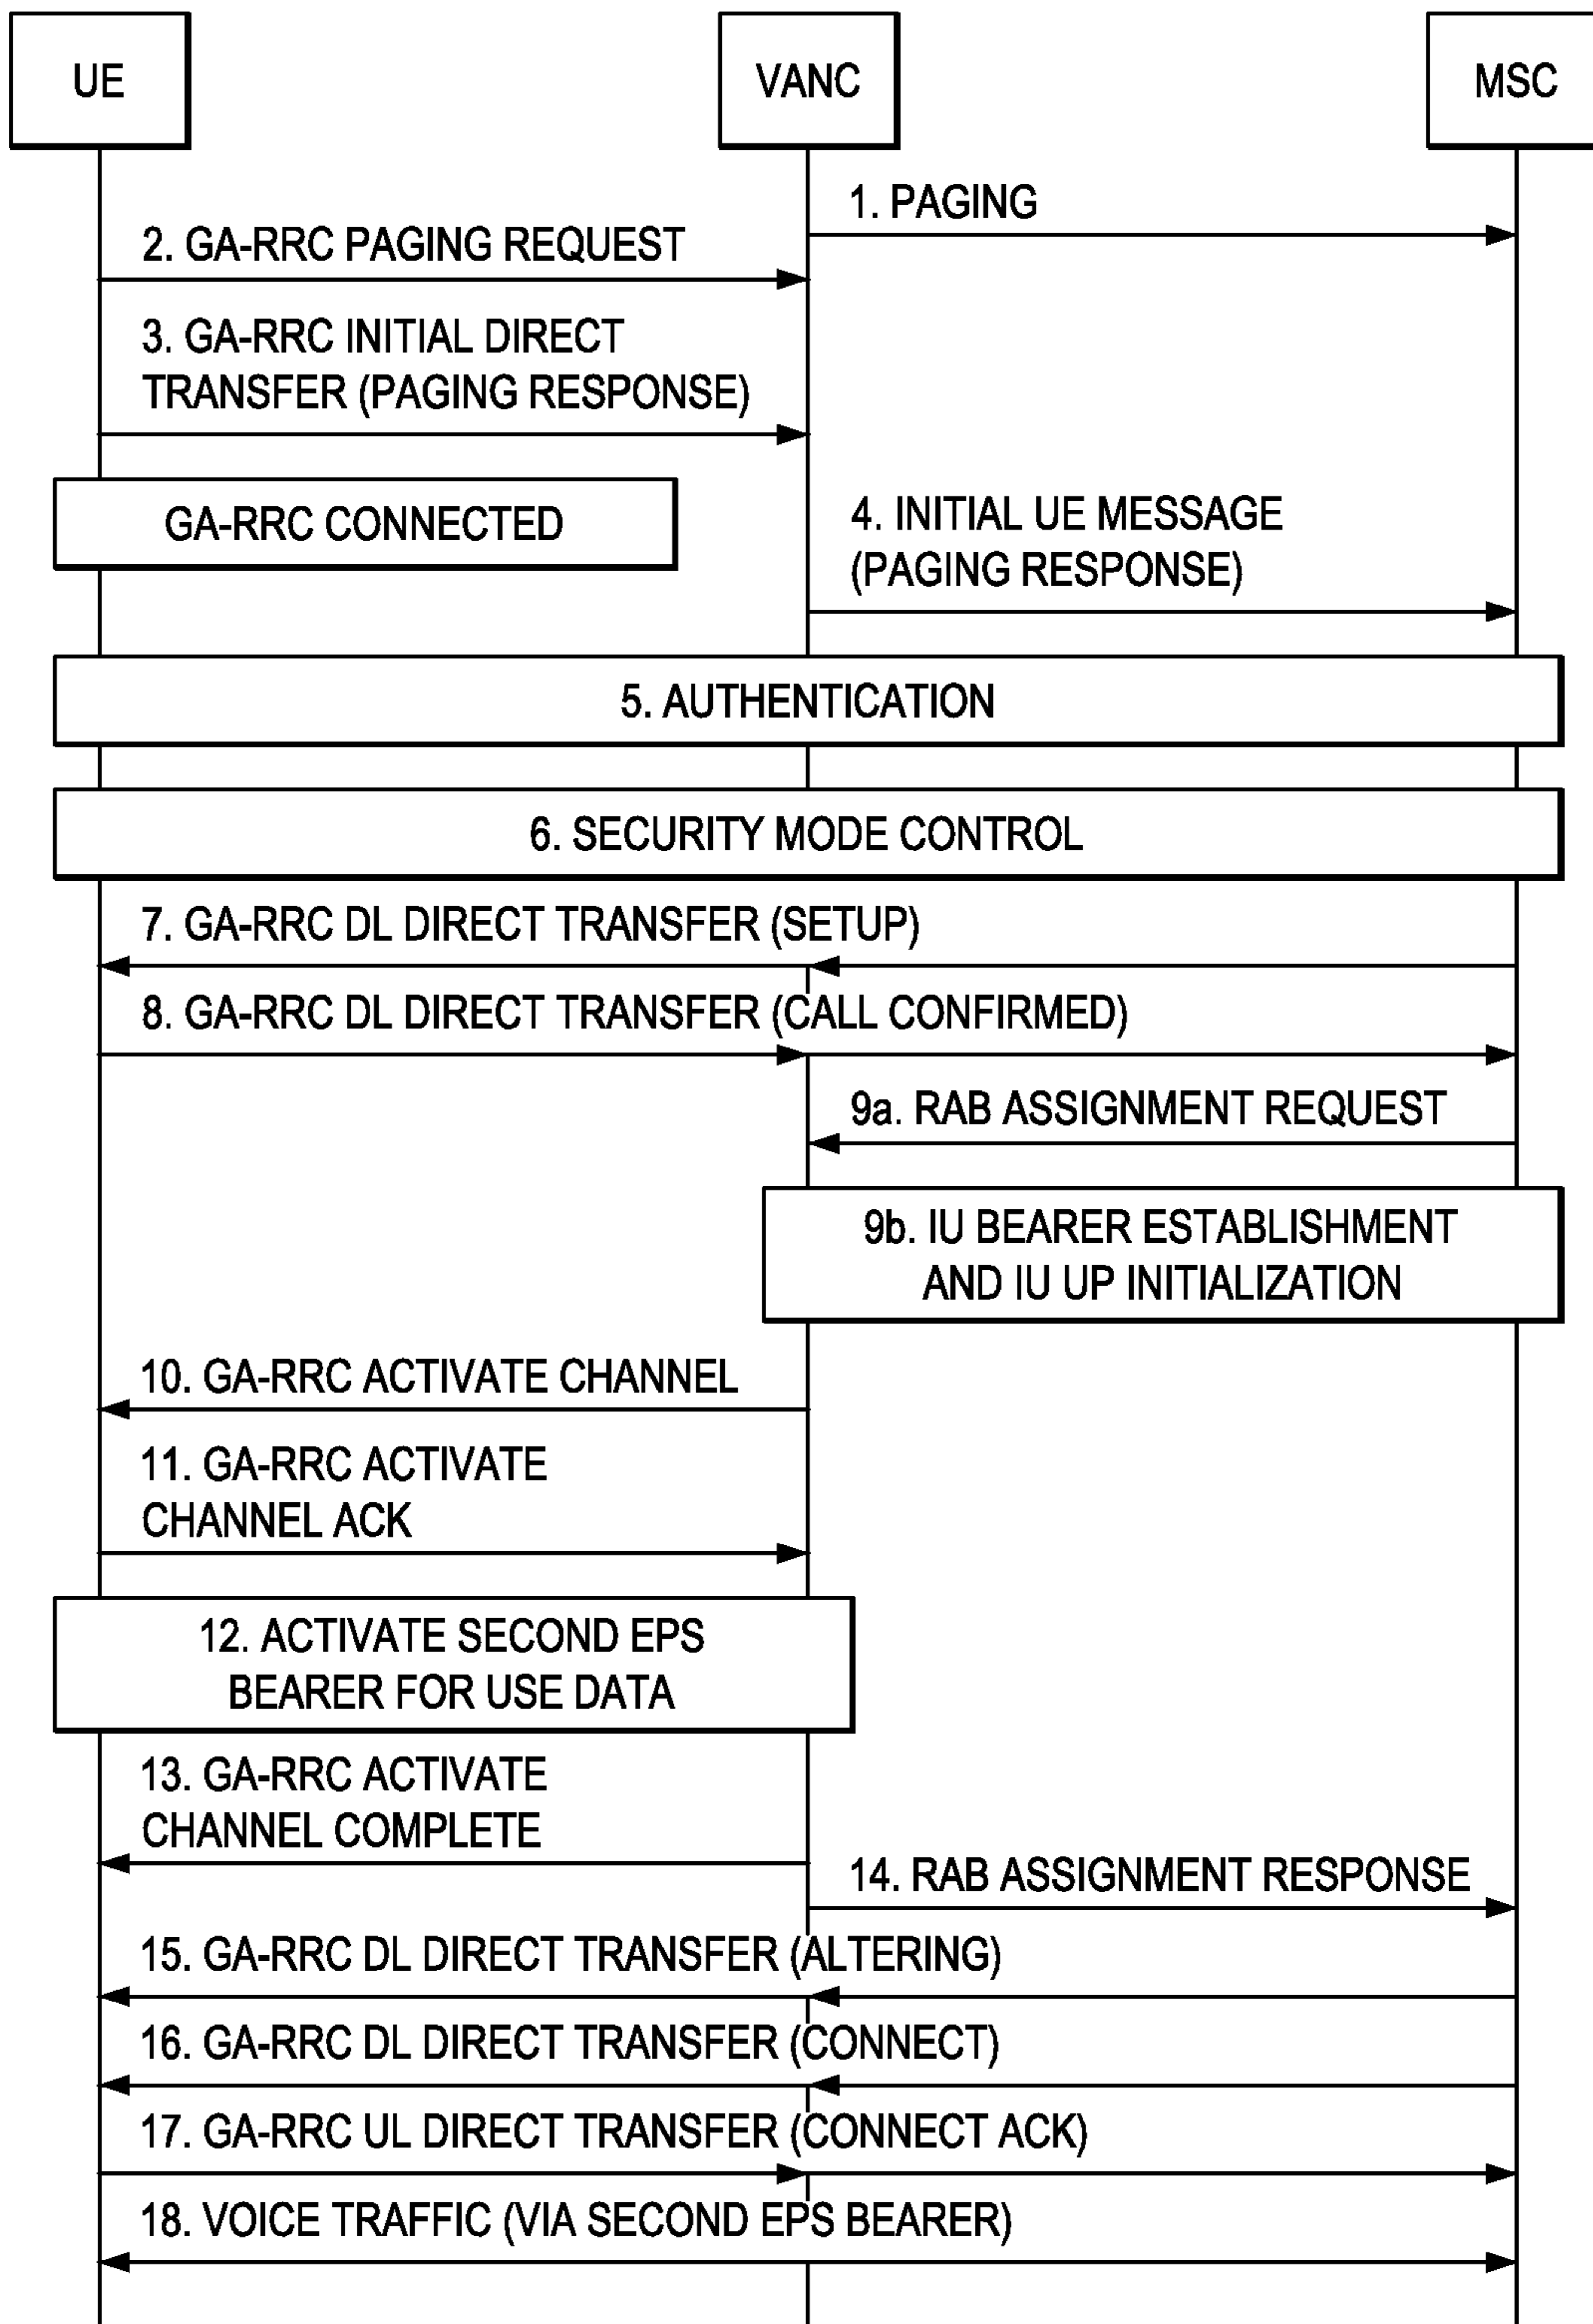 UE
VANC
MSC
1. PAGING
2. GA-RRC PAGING REQUEST
3. GA-RRC INITIAL DIRECT
TRANSFER (PAGING RESPONSE)
GA-RRC CONNECTED
4. INITIAL UE MESSAGE
(PAGING RESPONSE)
5. AUTHENTICATION
6. SECURITY MODE CONTROL
7. GA-RRC DL DIRECT TRANSFER (SETUP)
8. GA-RRC DL DIRECT TRANSFER (CALL CONFIRMED)
9a. RAB ASSIGNMENT REQUEST
9b. IU BEARER ESTABLISHMENT
AND IU UP INITIALIZATION
10. GA-RRC ACTIVATE CHANNEL
11. GA-RRC ACTIVATE
CHANNEL ACK
12. ACTIVATE SECOND EPS
BEARER FOR USE DATA
13. GA-RRC ACTIVATE
CHANNEL COMPLETE
14. RAB ASSIGNMENT RESPONSE
15. GA-RRC DL DIRECT TRANSFER (ALTERING)
16. GA-RRC DL DIRECT TRANSFER (CONNECT)
17. GA-RRC UL DIRECT TRANSFER (CONNECT ACK)
18. VOICE TRAFFIC (VIA SECOND EPS BEARER)